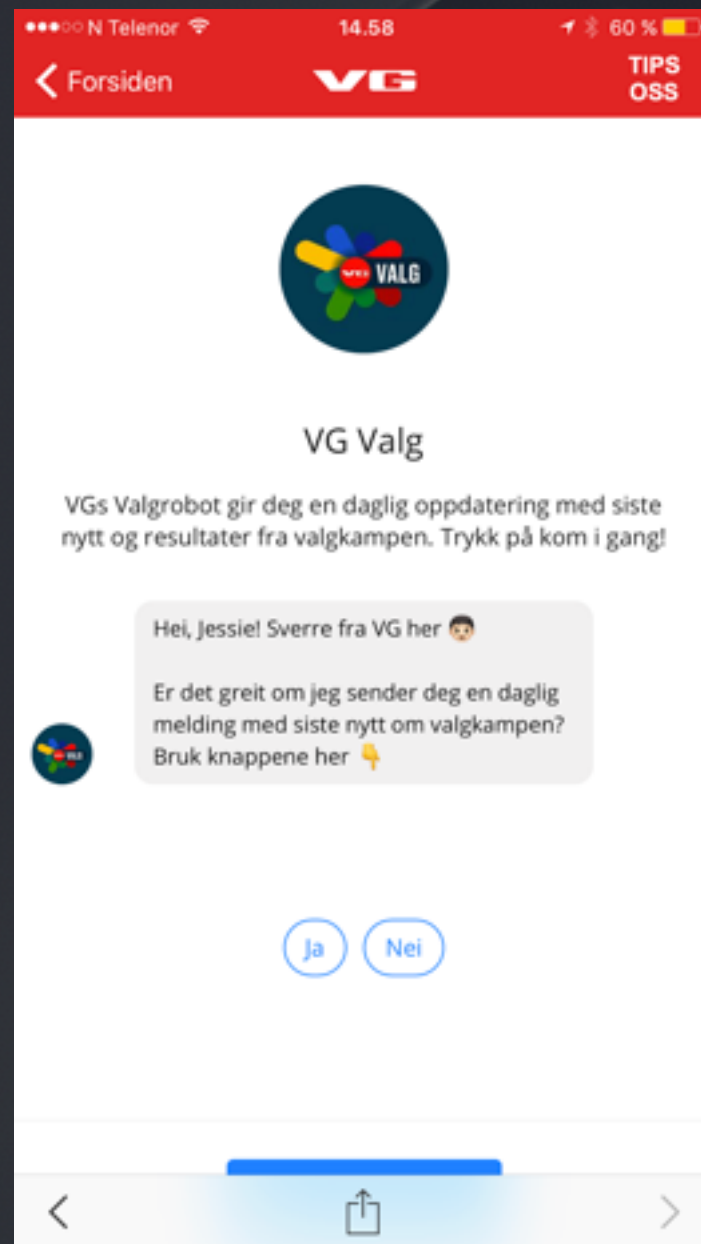 N Telenor 14.58 60 %
Forsiden VG TIPS
OSS
VG VALG
VG Valg
VGs Valgrobot gir deg en daglig oppdatering med siste
nytt og resultater fra valgkampen. Trykk på kom i gang!
Hei, Jessie! Sverre fra VG her 👦🏻
Er det greit om jeg sender deg en daglig
melding med siste nytt om valgkampen?
Bruk knappene her 👇
Ja Nei